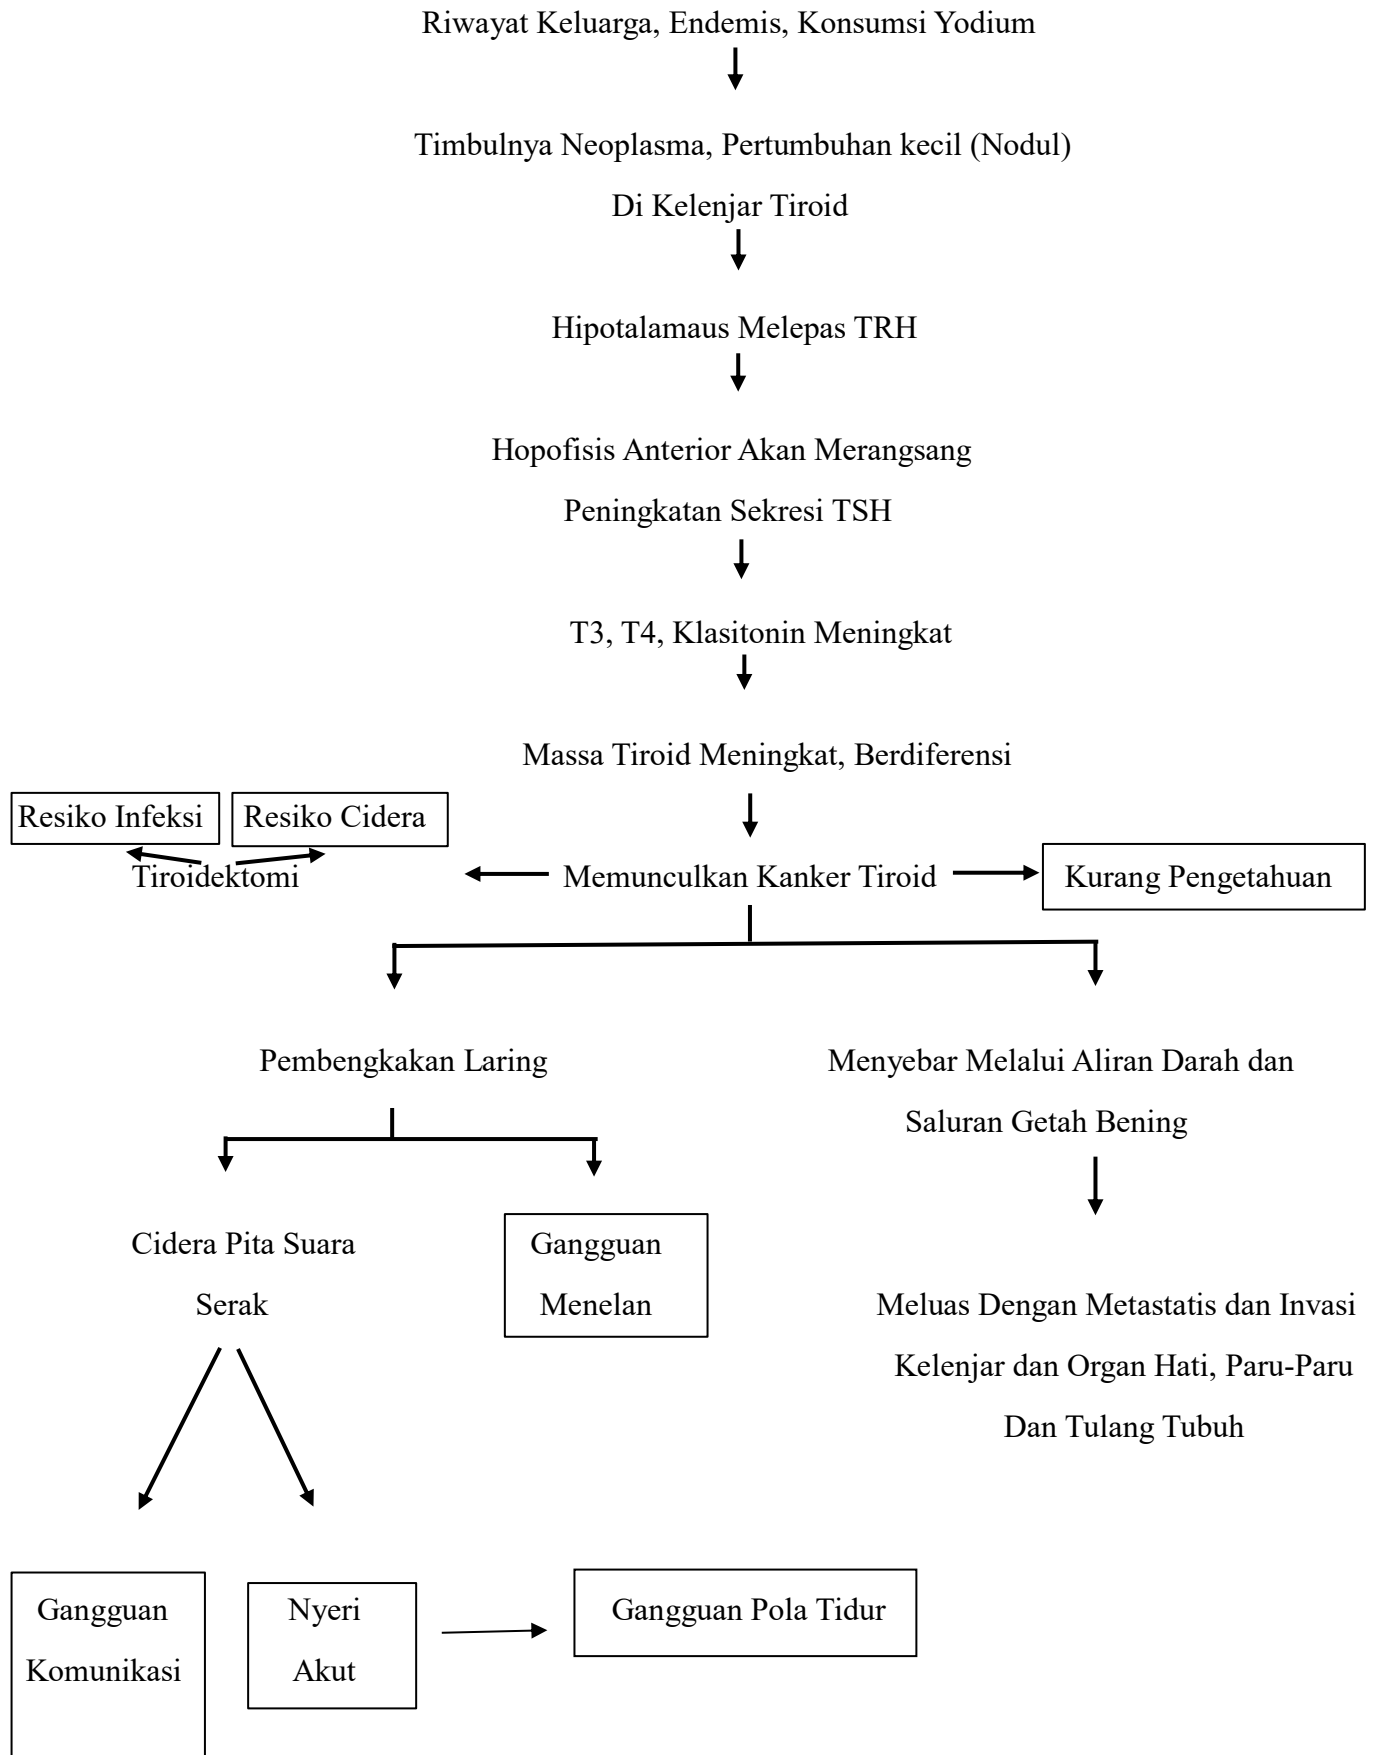 Riwayat Keluarga, Endemis, Konsumsi Yodium
Timbulnya Neoplasma, Pertumbuhan kecil (Nodul)
Di Kelenjar Tiroid
Hipotalamaus Melepas TRH
Hopofisis Anterior Akan Merangsang
Peningkatan Sekresi TSH
T3, T4, Klasitonin Meningkat
Massa Tiroid Meningkat, Berdiferensi
Resiko Infeksi
Resiko Cidera
Tiroidektomi
Memunculkan Kanker Tiroid
Kurang Pengetahuan
Pembengkakan Laring
Menyebar Melalui Aliran Darah dan
Saluran Getah Bening
Cidera Pita Suara
Serak
Gangguan
Menelan
Meluas Dengan Metastatis dan Invasi
Kelenjar dan Organ Hati, Paru-Paru
Dan Tulang Tubuh
Gangguan
Komunikasi
Nyeri
Akut
Gangguan Pola Tidur